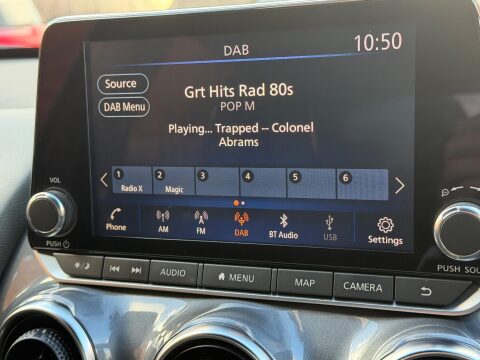 DAB
10:50
Source
Grt Hits Rad 80s
DAB Menu
POP M
Playing... Trapped -- Colonel
Abrams
1 2 3 4 5 6
Radio X Magic
Phone AM FM DAB BT Audio USB Settings
VOL
PUSH
AUDIO MENU MAP CAMERA
PUSH SOU